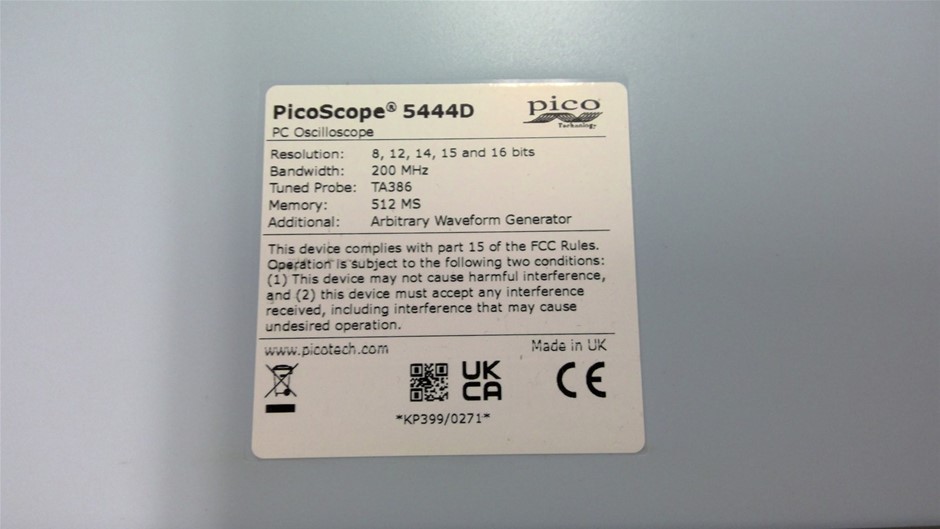 PicoScope® 5444D
pico
Technology
PC Oscilloscope
Resolution: 8, 12, 14, 15 and 16 bits
Bandwidth: 200 MHz
Tuned Probe: TA386
Memory: 512 MS
Additional: Arbitrary Waveform Generator
This device complies with part 15 of the FCC Rules.
Operation is subject to the following two conditions:
(1) This device may not cause harmful interference,
and (2) this device must accept any interference
received, including interference that may cause
undesired operation.
www.picotech.com Made in UK
UK
CA
CE
*KP399/0271*